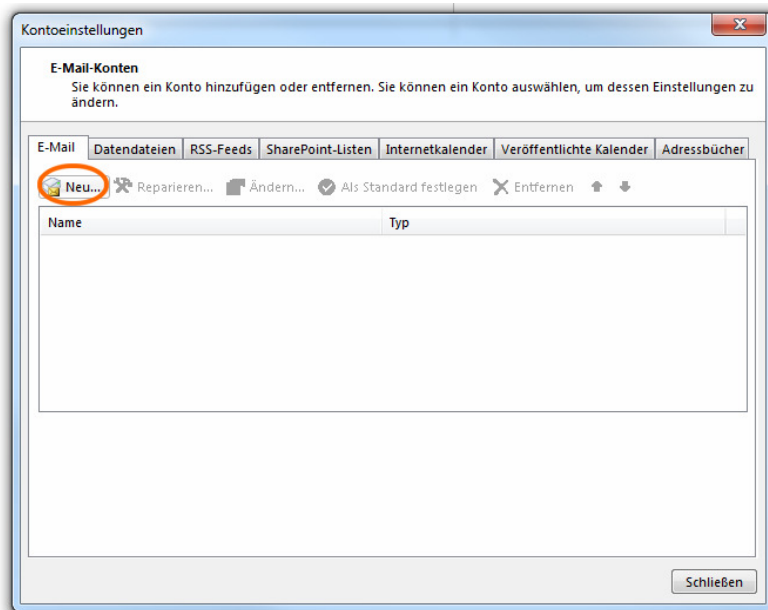 Kontoeinstellungen
E-Mail-Konten
Sie können ein Konto hinzufügen oder entfernen. Sie können ein Konto auswählen, um dessen Einstellungen zu
ändern.
E-Mail Datendateien RSS-Feeds SharePoint-Listen Internetkalender Veröffentlichte Kalender Adressbücher
Neu... Reparieren... Ändern... Als Standard festlegen Entfernen
Name Typ
Schließen